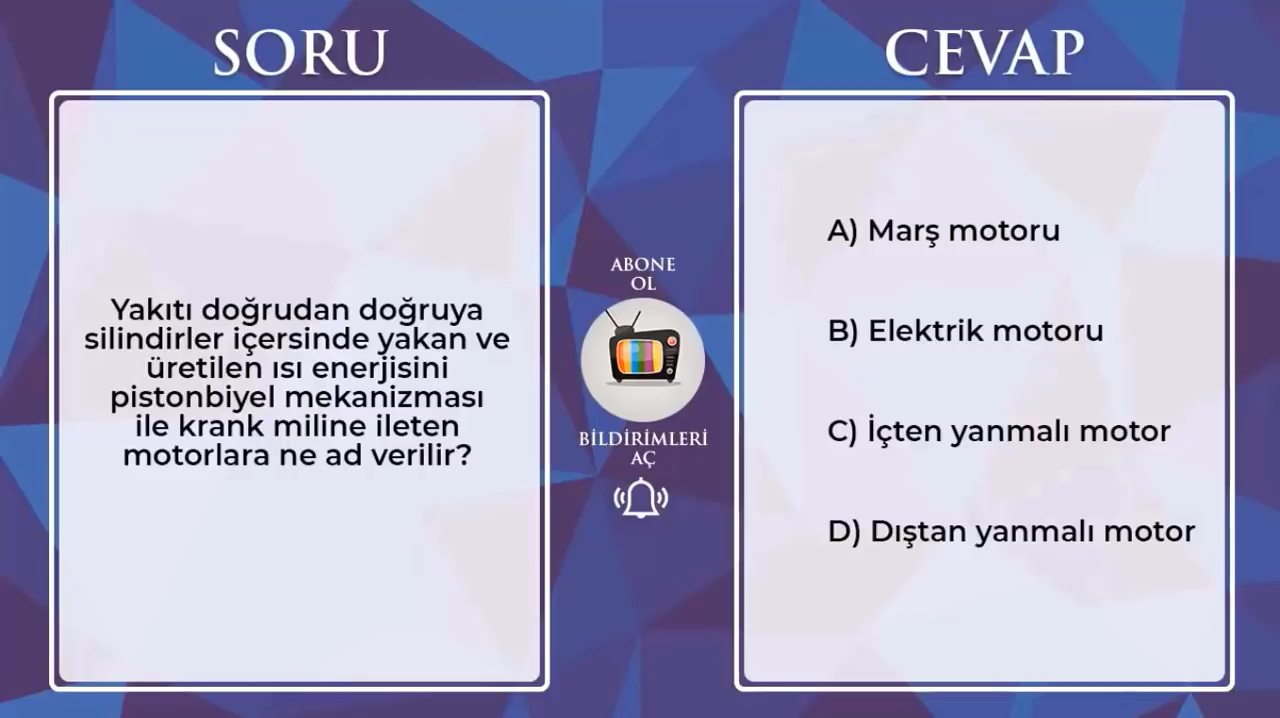 SORU
Yakıtı doğrudan doğruya
silindirler içersinde yakan ve
üretilen ısı enerjisini
pistonbiyel mekanizması
ile krank miline ileten
motorlara ne ad verilir?
ABONE
OL
BİLDİRİMLERİ
AÇ
CEVAP
A) Marş motoru
B) Elektrik motoru
C) İçten yanmalı motor
D) Dıştan yanmalı motor